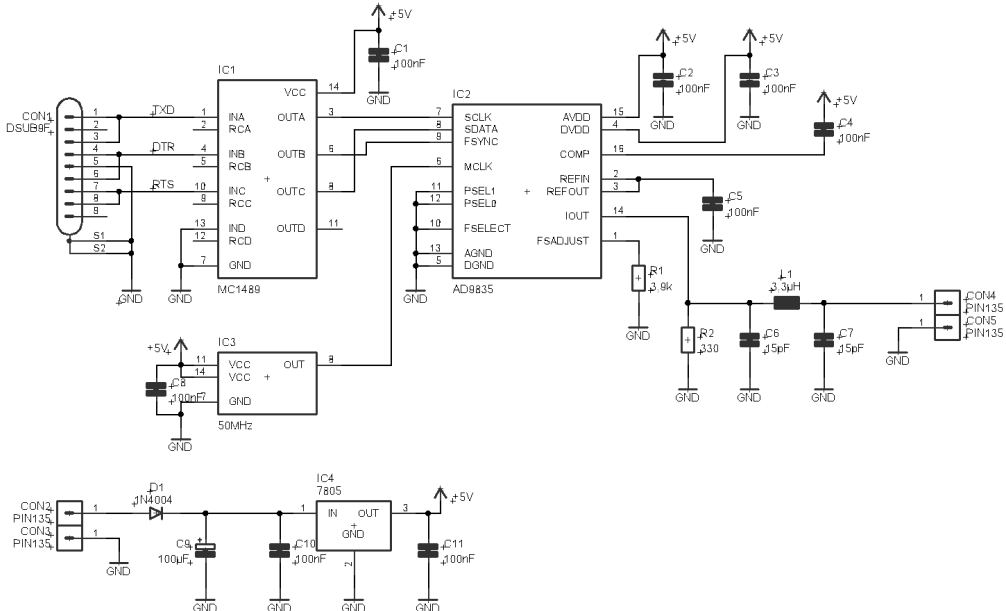 +5V
C1
100nF
GND
IC1
VCC 14
CON1
DSUB9F
1
2
3
4
5
6
7
8
9
S1
S2
GND
TXD
DTR
RTS
1 INA
2 RCA
4 INB
5 RCB
10 INC
9 RCC
13 IND
12 RCD
7 GND
OUTA 3
OUTB 6
OUTC 8
OUTD 11
MC1489
GND
IC2
7 SCLK
8 SDATA
9 FSYNC
6 MCLK
11 PSEL1
12 PSEL0
10 FSELECT
13 AGND
5 DGND
AVDD 15
DVDD 4
COMP 16
REFIN 2
REFOUT 3
IOUT 14
FSADJUST 1
AD9835
GND
+5V
C2
100nF
GND
+5V
C3
100nF
GND
+5V
C4
100nF
C5
100nF
GND
R1
3,9k
GND
R2
330
GND
L1
3,3µH
C6
15pF
GND
C7
15pF
GND
1 CON4
PIN135
1 CON5
PIN135
GND
IC3
+5V
11 VCC
14 VCC
7 GND
OUT 8
50MHz
C8
100nF
GND
CON2
PIN135
1
CON3
PIN135
1
GND
D1
1N4004
C9
100µF
GND
C10
100nF
GND
IC4
7805
1 IN OUT 3
GND
2
GND
+5V
C11
100nF
GND